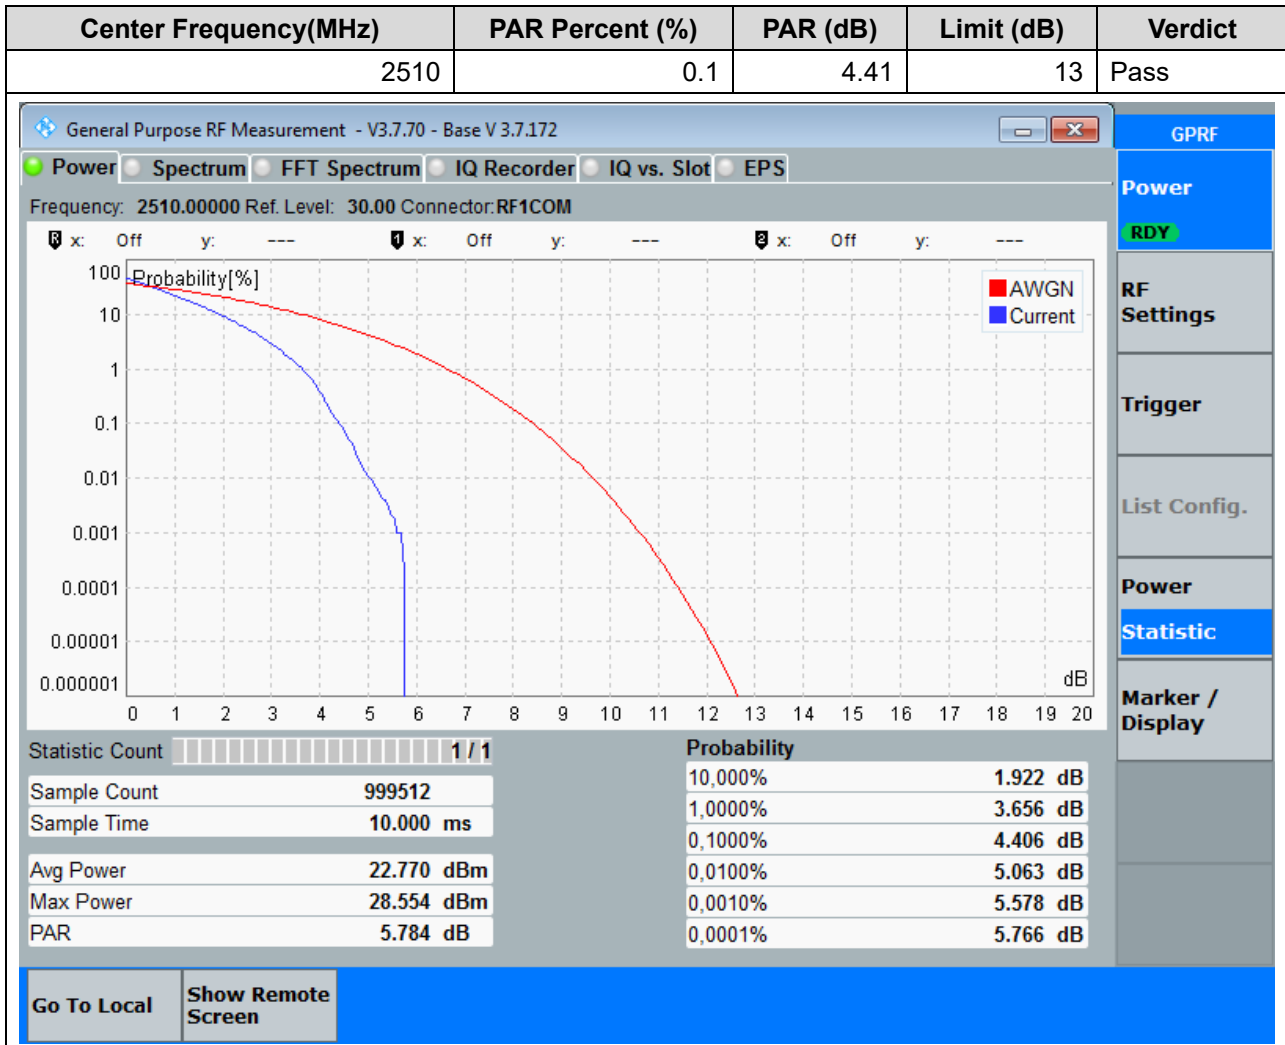 Center Frequency(MHz) PAR Percent (%) PAR (dB) Limit (dB) Verdict
2510 0.1 4.41 13 Pass
General Purpose RF Measurement - V3.7.70 - Base V 3.7.172
GPRF
Power Spectrum FFT Spectrum IQ Recorder IQ vs. Slot EPS
Power
RDY
Frequency: 2510.00000 Ref. Level: 30.00 Connector: RF1COM
R x: Off y: --- 1 x: Off y: --- 2 x: Off y: ---
Probability[%]
AWGN
Current
100
10
1
0.1
0.01
0.001
0.0001
0.00001
0.000001
dB
0 1 2 3 4 5 6 7 8 9 10 11 12 13 14 15 16 17 18 19 20
RF
Settings
Trigger
List Config.
Power
Statistic
Marker /
Display
Statistic Count 1 / 1
Sample Count 999512
Sample Time 10.000 ms
Avg Power 22.770 dBm
Max Power 28.554 dBm
PAR 5.784 dB
Probability
10,000% 1.922 dB
1,0000% 3.656 dB
0,1000% 4.406 dB
0,0100% 5.063 dB
0,0010% 5.578 dB
0,0001% 5.766 dB
Go To Local
Show Remote
Screen